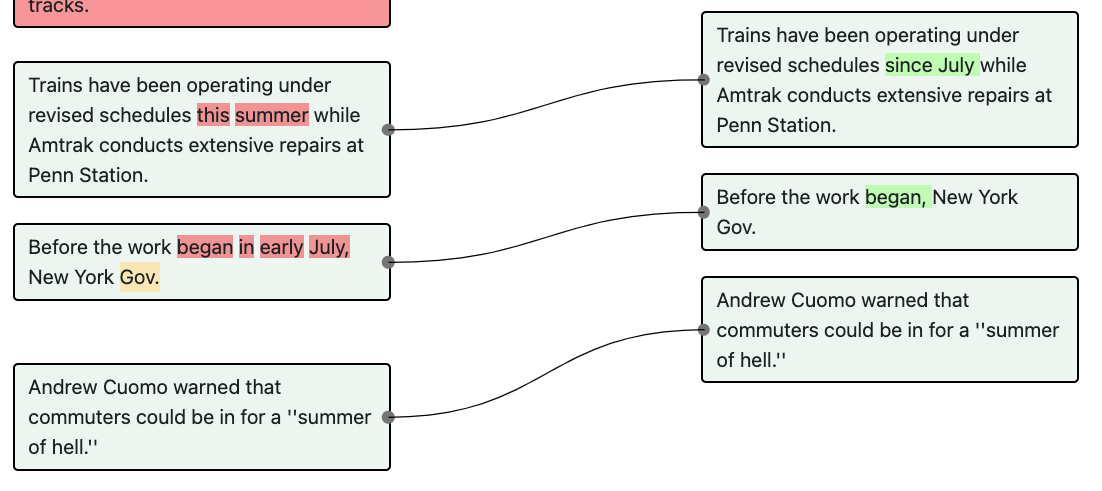 tracks.
Trains have been operating under
revised schedules this summer while
Amtrak conducts extensive repairs at
Penn Station.
Before the work began in early July,
New York Gov.
Andrew Cuomo warned that
commuters could be in for a ''summer
of hell.''
Trains have been operating under
revised schedules since July while
Amtrak conducts extensive repairs at
Penn Station.
Before the work began, New York
Gov.
Andrew Cuomo warned that
commuters could be in for a ''summer
of hell.''